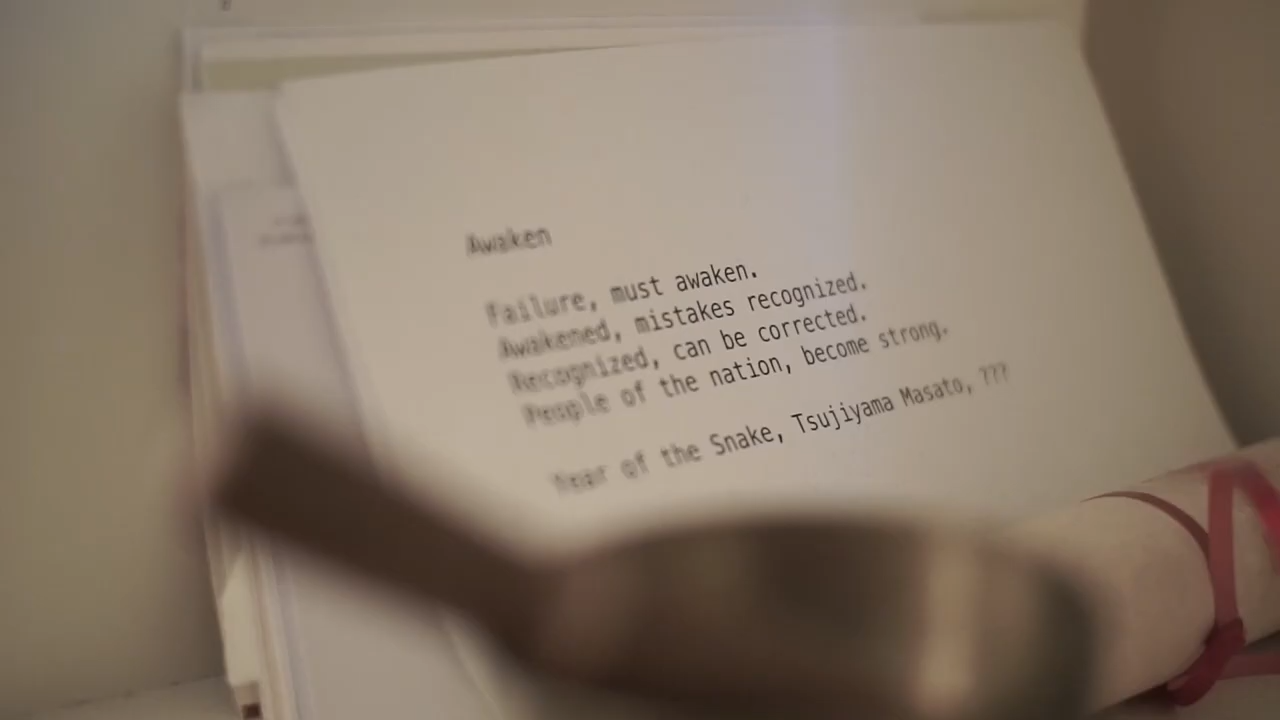 Awaken
Failure, must awaken.
Awakened, mistakes recognized.
Recognized, can be corrected.
People of the nation, become strong.
Year of the Snake, Tsujiyama Masato, ???